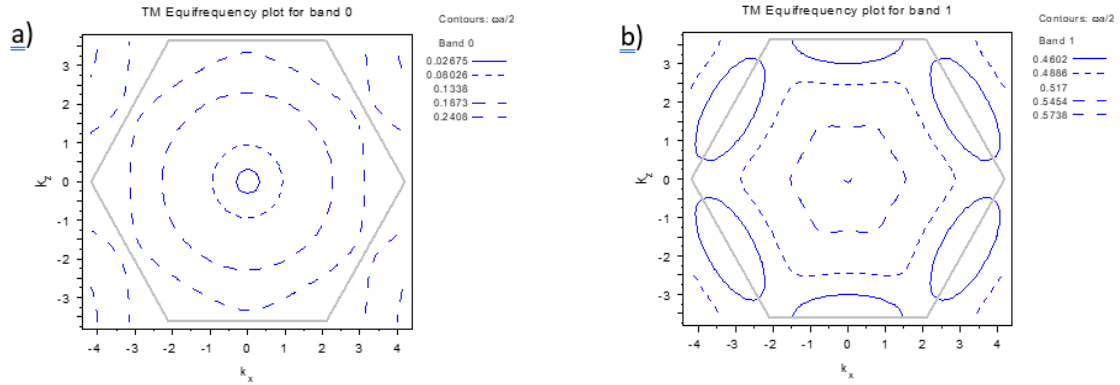 a)
TM Equifrequency plot for band 0
Contours: ωa/2
Band 0
0.02675
0.08026
0.1338
0.1873
0.2408
3
2
1
0
-1
-2
-3
kz
-4 -3 -2 -1 0 1 2 3 4
kx
b)
TM Equifrequency plot for band 1
Contours: ωa/2
Band 1
0.4602
0.4886
0.517
0.5454
0.5738
3
2
1
0
-1
-2
-3
kz
-4 -3 -2 -1 0 1 2 3 4
kx